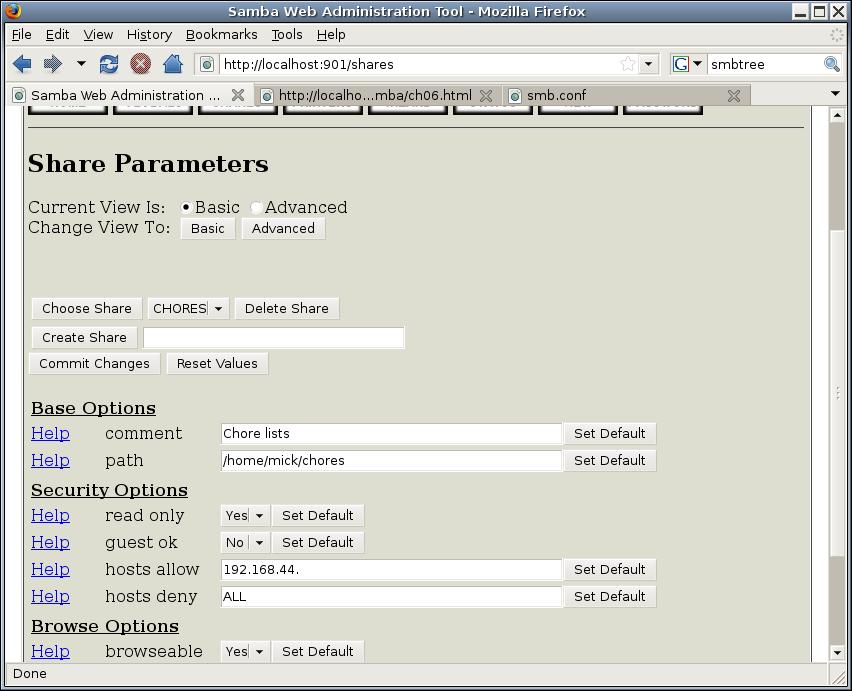 Samba Web Administration Tool - Mozilla Firefox
File Edit View History Bookmarks Tools Help
http://localhost:901/shares smbtree
Samba Web Administration ... http://localho...mba/ch06.html smb.conf
Share Parameters
Current View Is: Basic Advanced
Change View To: Basic Advanced
Choose Share CHORES Delete Share
Create Share
Commit Changes Reset Values
Base Options
Help comment Chore lists Set Default
Help path /home/mick/chores Set Default
Security Options
Help read only Yes Set Default
Help guest ok No Set Default
Help hosts allow 192.168.44. Set Default
Help hosts deny ALL Set Default
Browse Options
Help browseable Yes Set Default
Done